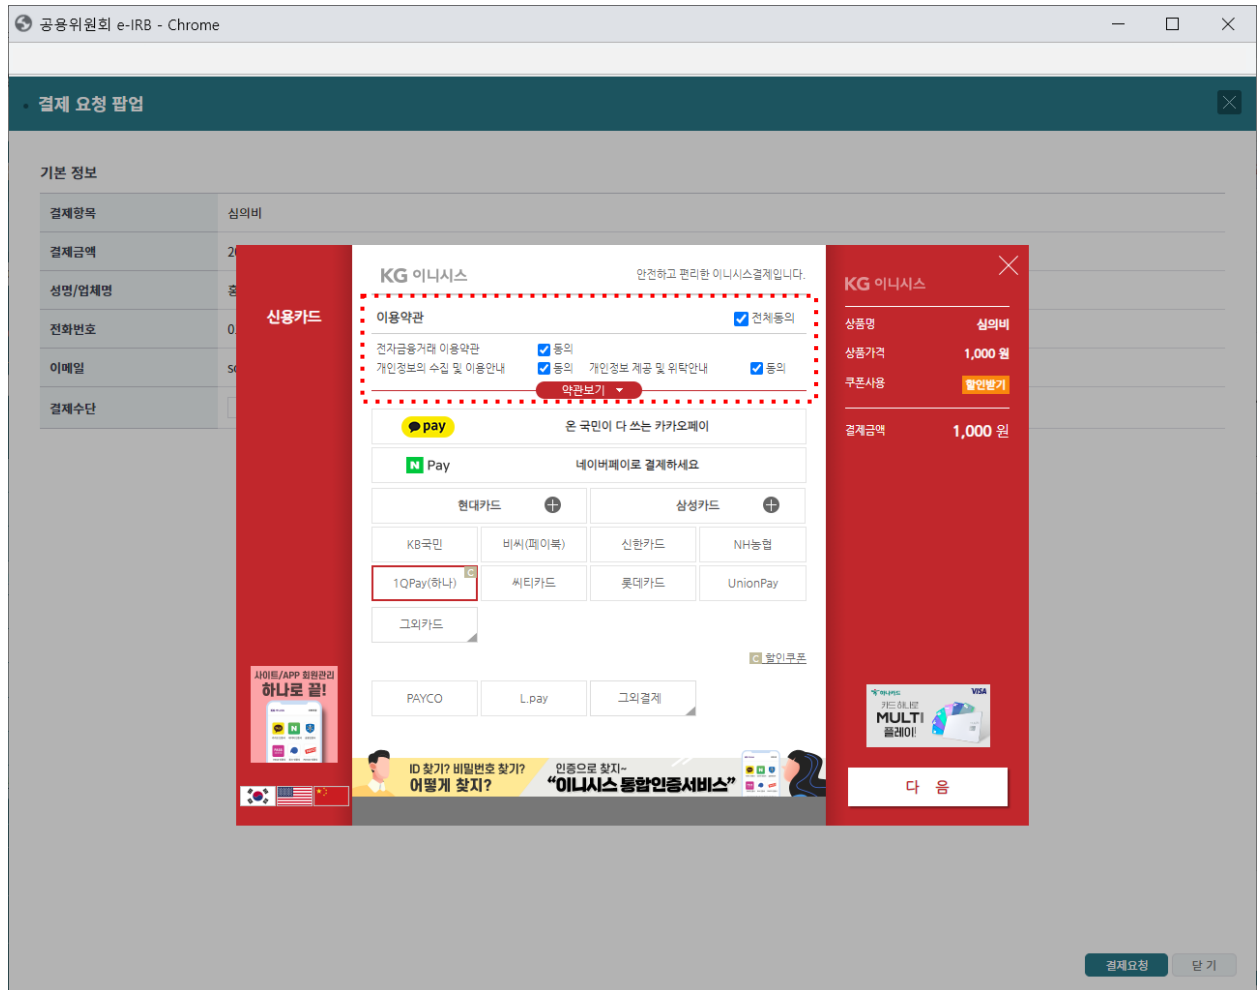 공용위원회 e-IRB - Chrome
결제 요청 팝업
기본 정보
결제항목 심의비
결제금액
성명/업체명
전화번호
이메일
결제수단
신용카드
KG 이니시스
안전하고 편리한 이니시스결제입니다.
이용약관 전체동의
전자금융거래 이용약관 동의
개인정보의 수집 및 이용안내 동의 개인정보 제공 및 위탁안내 동의
약관보기
pay 온 국민이 다 쓰는 카카오페이
N Pay 네이버페이로 결제하세요
현대카드 삼성카드
KB국민 비씨(페이북) 신한카드 NH농협
1QPay(하나) C 씨티카드 롯데카드 UnionPay
그외카드
C 할인쿠폰
PAYCO L.pay 그외결제
ID 찾기? 비밀번호 찾기?
어떻게 찾지?
인증으로 찾지~
“이니시스 통합인증서비스”
사이트/APP 회원관리
하나로 끝!
KG 이니시스
상품명 심의비
상품가격 1,000 원
쿠폰사용 할인받기
결제금액 1,000 원
하나카드 VISA
카드 하나로
MULTI
플레이!
다 음
결제요청 닫기